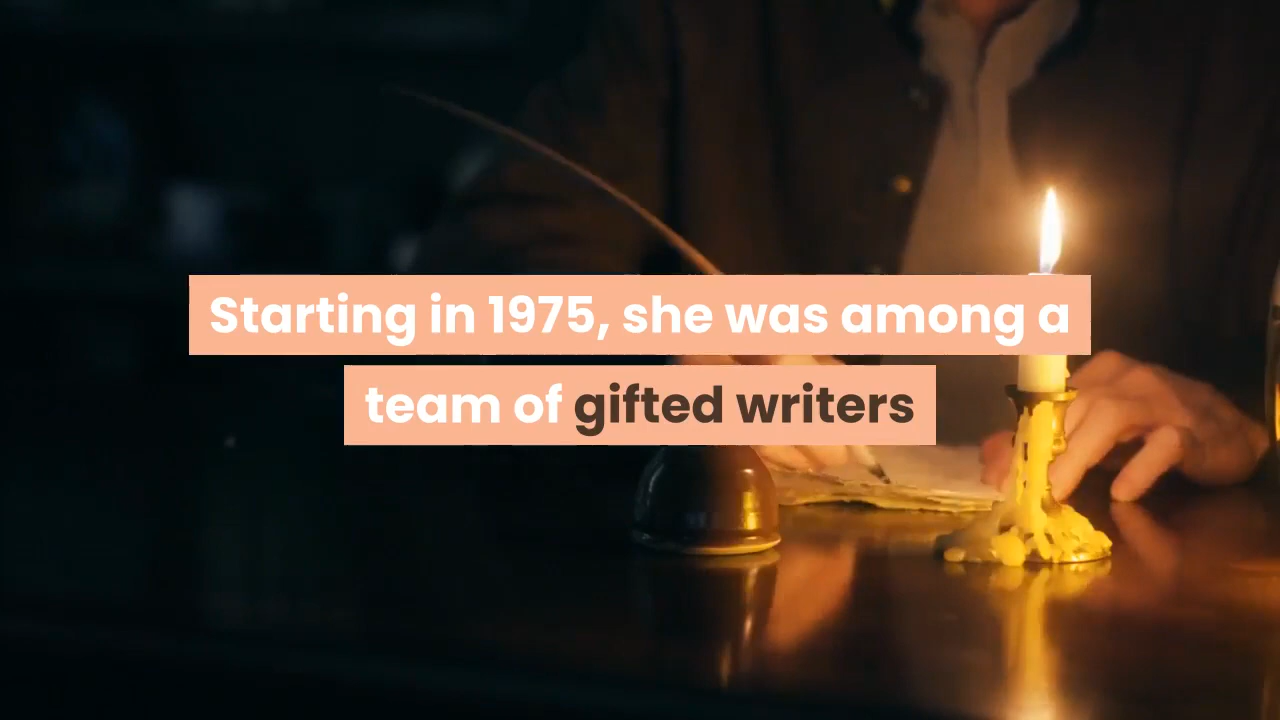 Starting in 1975, she was among a
team of gifted writers